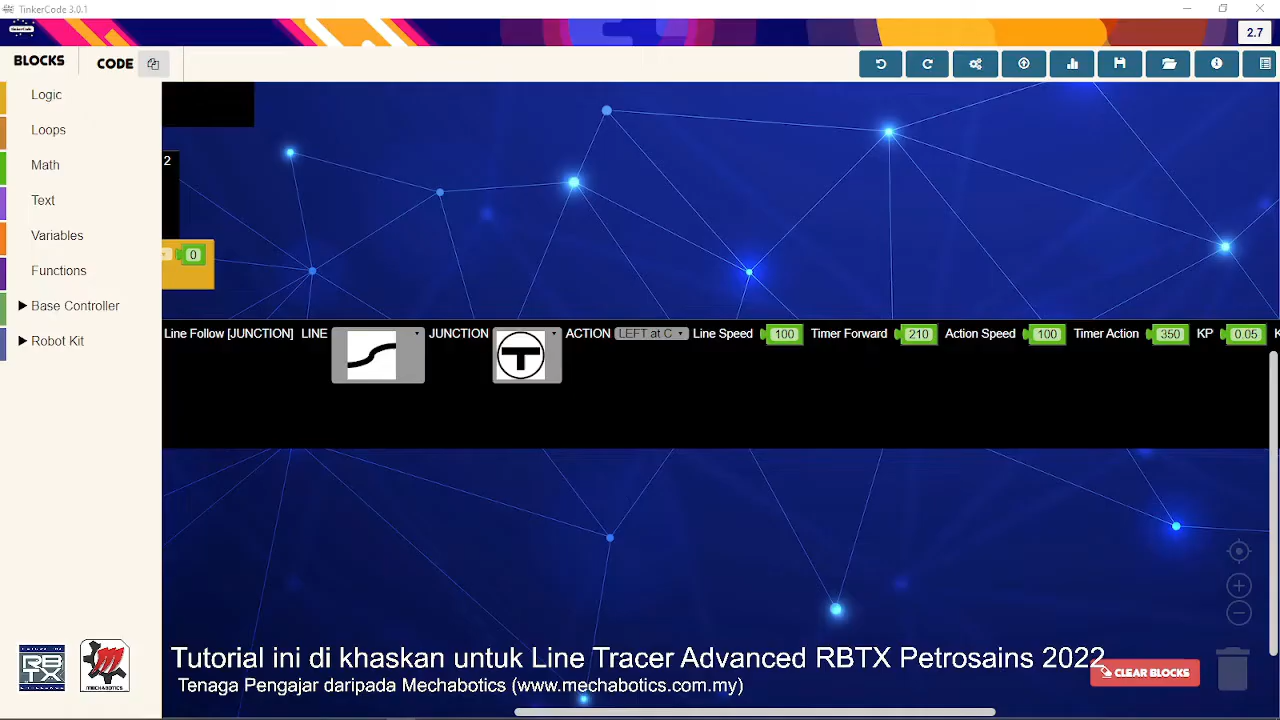 TinkerCode 3.0.1
2.7
BLOCKS
CODE
Logic
Loops
Math
Text
Variables
Functions
Base Controller
Robot Kit
2
0
Line Follow [JUNCTION] LINE JUNCTION T ACTION LEFT at C Line Speed 100 Timer Forward 210 Action Speed 100 Timer Action 350 KP 0.05 K
RB
TX
MECHABOTICS
Tutorial ini di khaskan untuk Line Tracer Advanced RBTX Petrosains 2022
Tenaga Pengajar daripada Mechabotics (www.mechabotics.com.my)
CLEAR BLOCKS